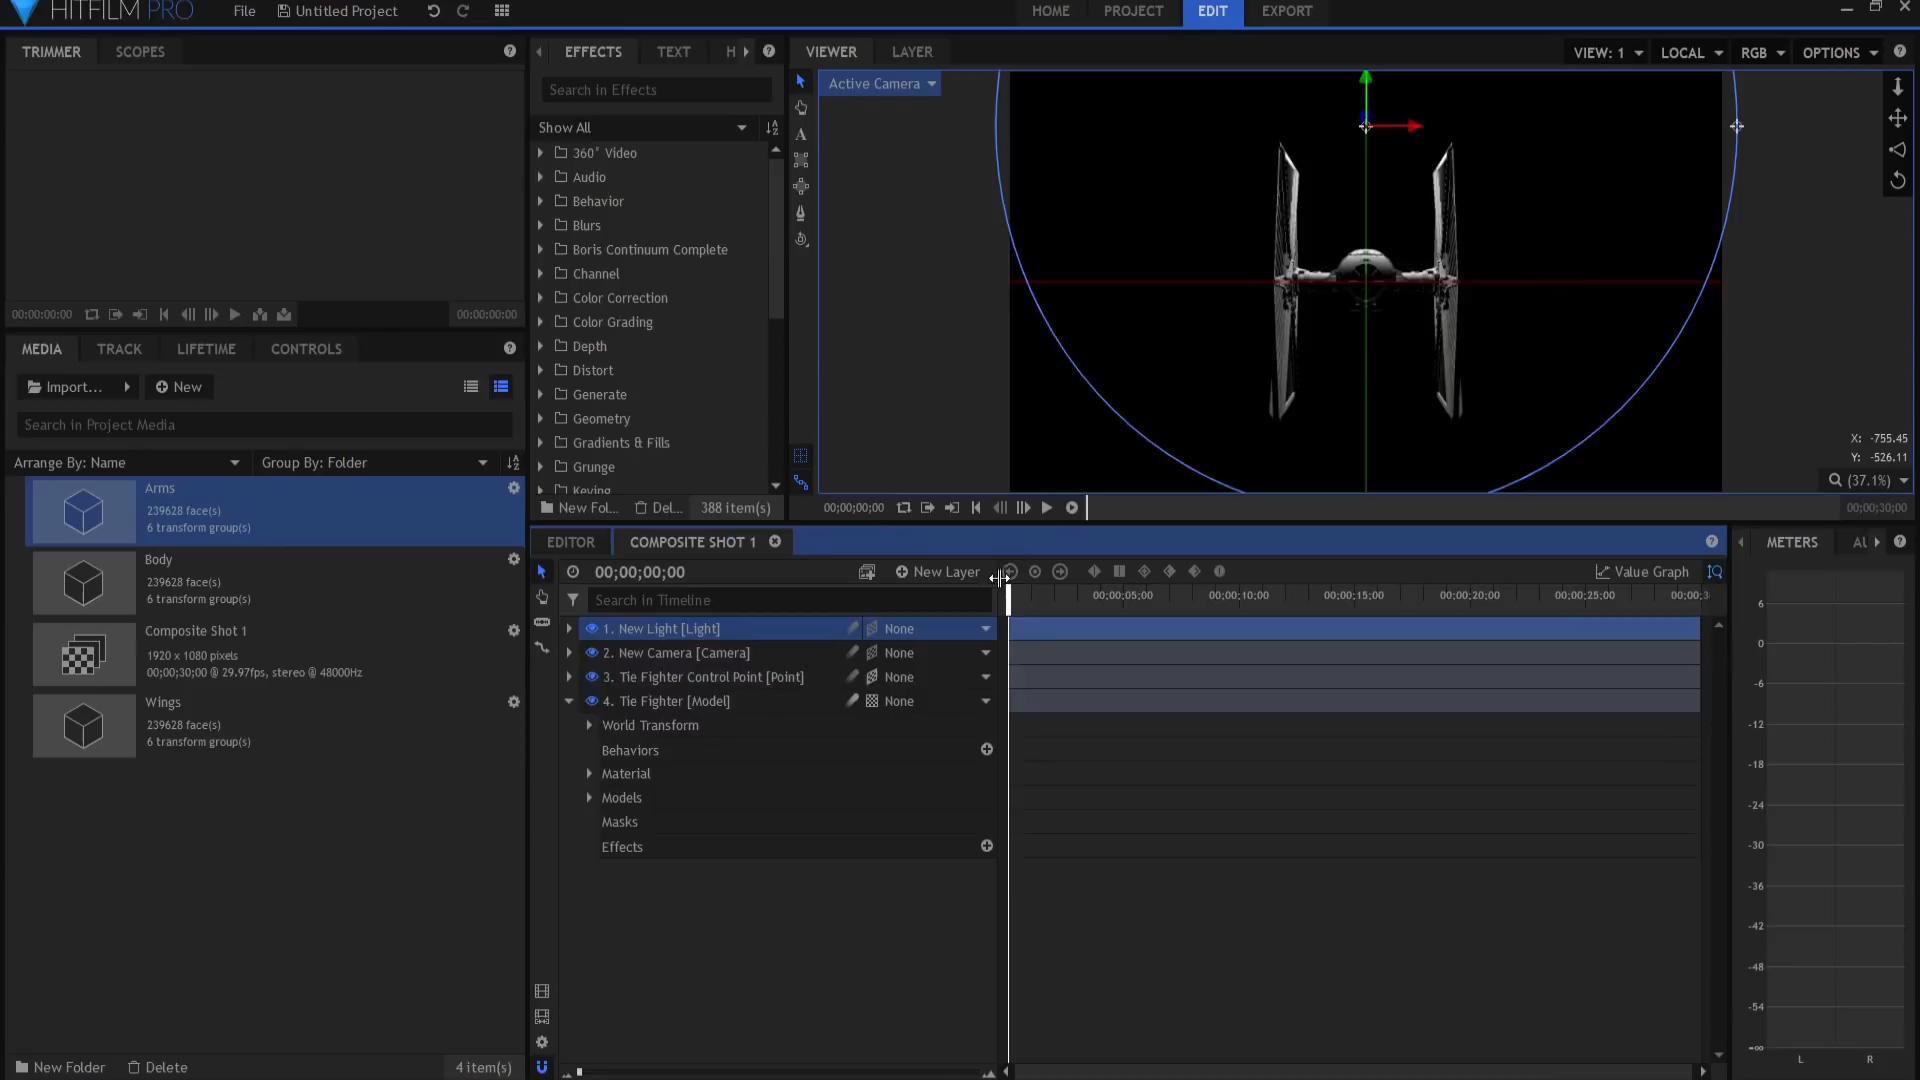 HITFILM PRO
File
Untitled Project
HOME
PROJECT
EDIT
EXPORT
TRIMMER
SCOPES
EFFECTS
TEXT
H
VIEWER
LAYER
VIEW: 1
LOCAL
RGB
OPTIONS
Search in Effects
Active Camera
Show All
360° Video
Audio
Behavior
Blurs
Boris Continuum Complete
Channel
Color Correction
Color Grading
Depth
Distort
Generate
Geometry
Gradients & Fills
Grunge
Keying
New Fol...
Del...
388 item(s)
00:00:00:00
00:00:00:00
X: -755.45
Y: -526.11
(37.1%)
00;00;00;00
00;00;30;00
MEDIA
TRACK
LIFETIME
CONTROLS
Import...
New
Search in Project Media
Arrange By: Name
Group By: Folder
Arms
239628 face(s)
6 transform group(s)
Body
239628 face(s)
6 transform group(s)
Composite Shot 1
1920 x 1080 pixels
00;00;30;00 @ 29.97fps, stereo @ 48000Hz
Wings
239628 face(s)
6 transform group(s)
New Folder
Delete
4 item(s)
EDITOR
COMPOSITE SHOT 1
00;00;00;00
New Layer
Value Graph
Search in Timeline
00;00;05;00
00;00;10;00
00;00;15;00
00;00;20;00
00;00;25;00
00;00;3
1. New Light [Light]
None
2. New Camera [Camera]
None
3. Tie Fighter Control Point [Point]
None
4. Tie Fighter [Model]
None
World Transform
Behaviors
Material
Models
Masks
Effects
METERS
AU
6
0
-6
-12
-18
-24
-30
-36
-42
-48
-54
-∞
L
R